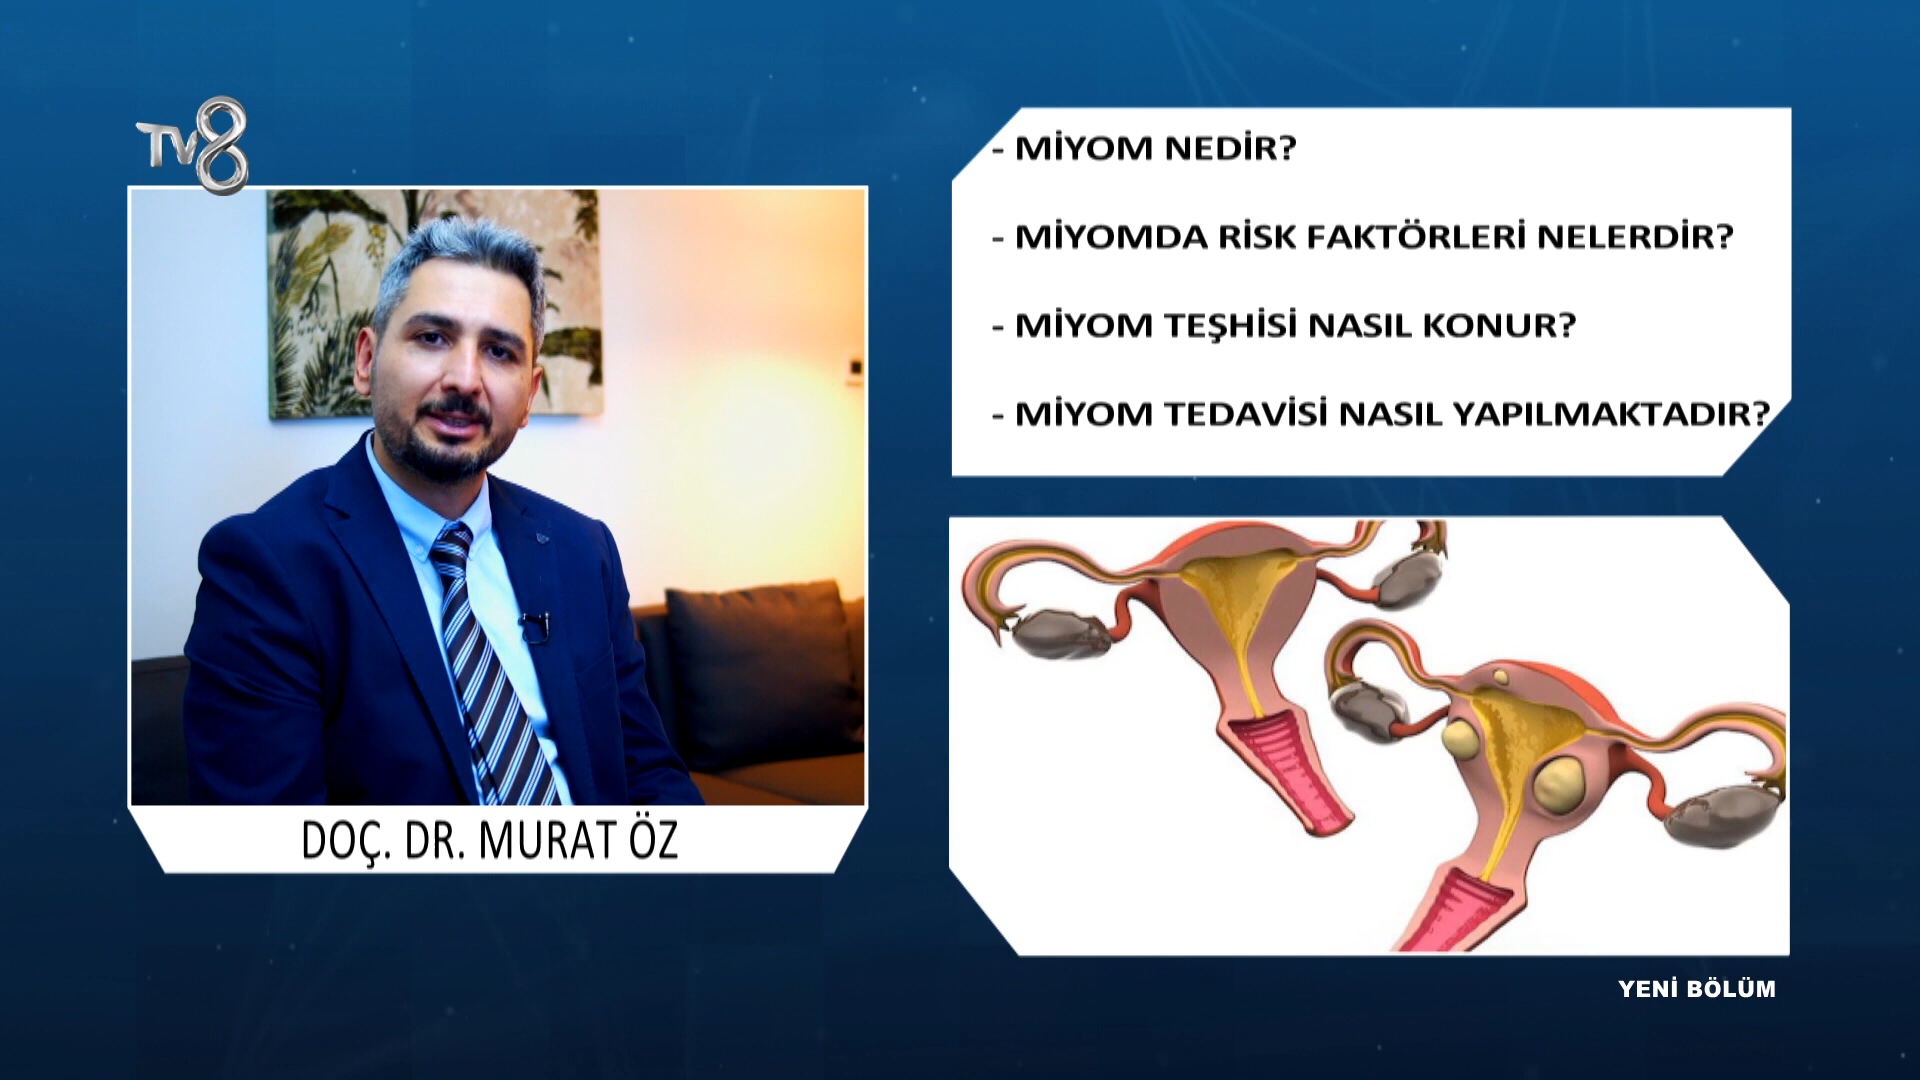 TV8
DOÇ. DR. MURAT ÖZ
- MİYOM NEDİR?
- MİYOMDA RİSK FAKTÖRLERİ NELERDİR?
- MİYOM TEŞHİSİ NASIL KONUR?
- MİYOM TEDAVİSİ NASIL YAPILMAKTADIR?
YENİ BÖLÜM